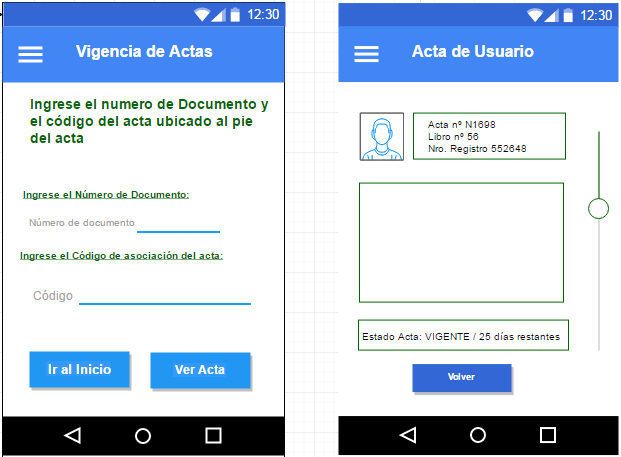 12:30
Vigencia de Actas
Ingrese el numero de Documento y
el código del acta ubicado al pie
del acta
Ingrese el Número de Documento:
Número de documento
Ingrese el Código de asociación del acta:
Código
Ir al Inicio
Ver Acta
12:30
Acta de Usuario
Acta nº N1698
Libro nº 56
Nro. Registro 552648
Estado Acta: VIGENTE / 25 días restantes
Volver